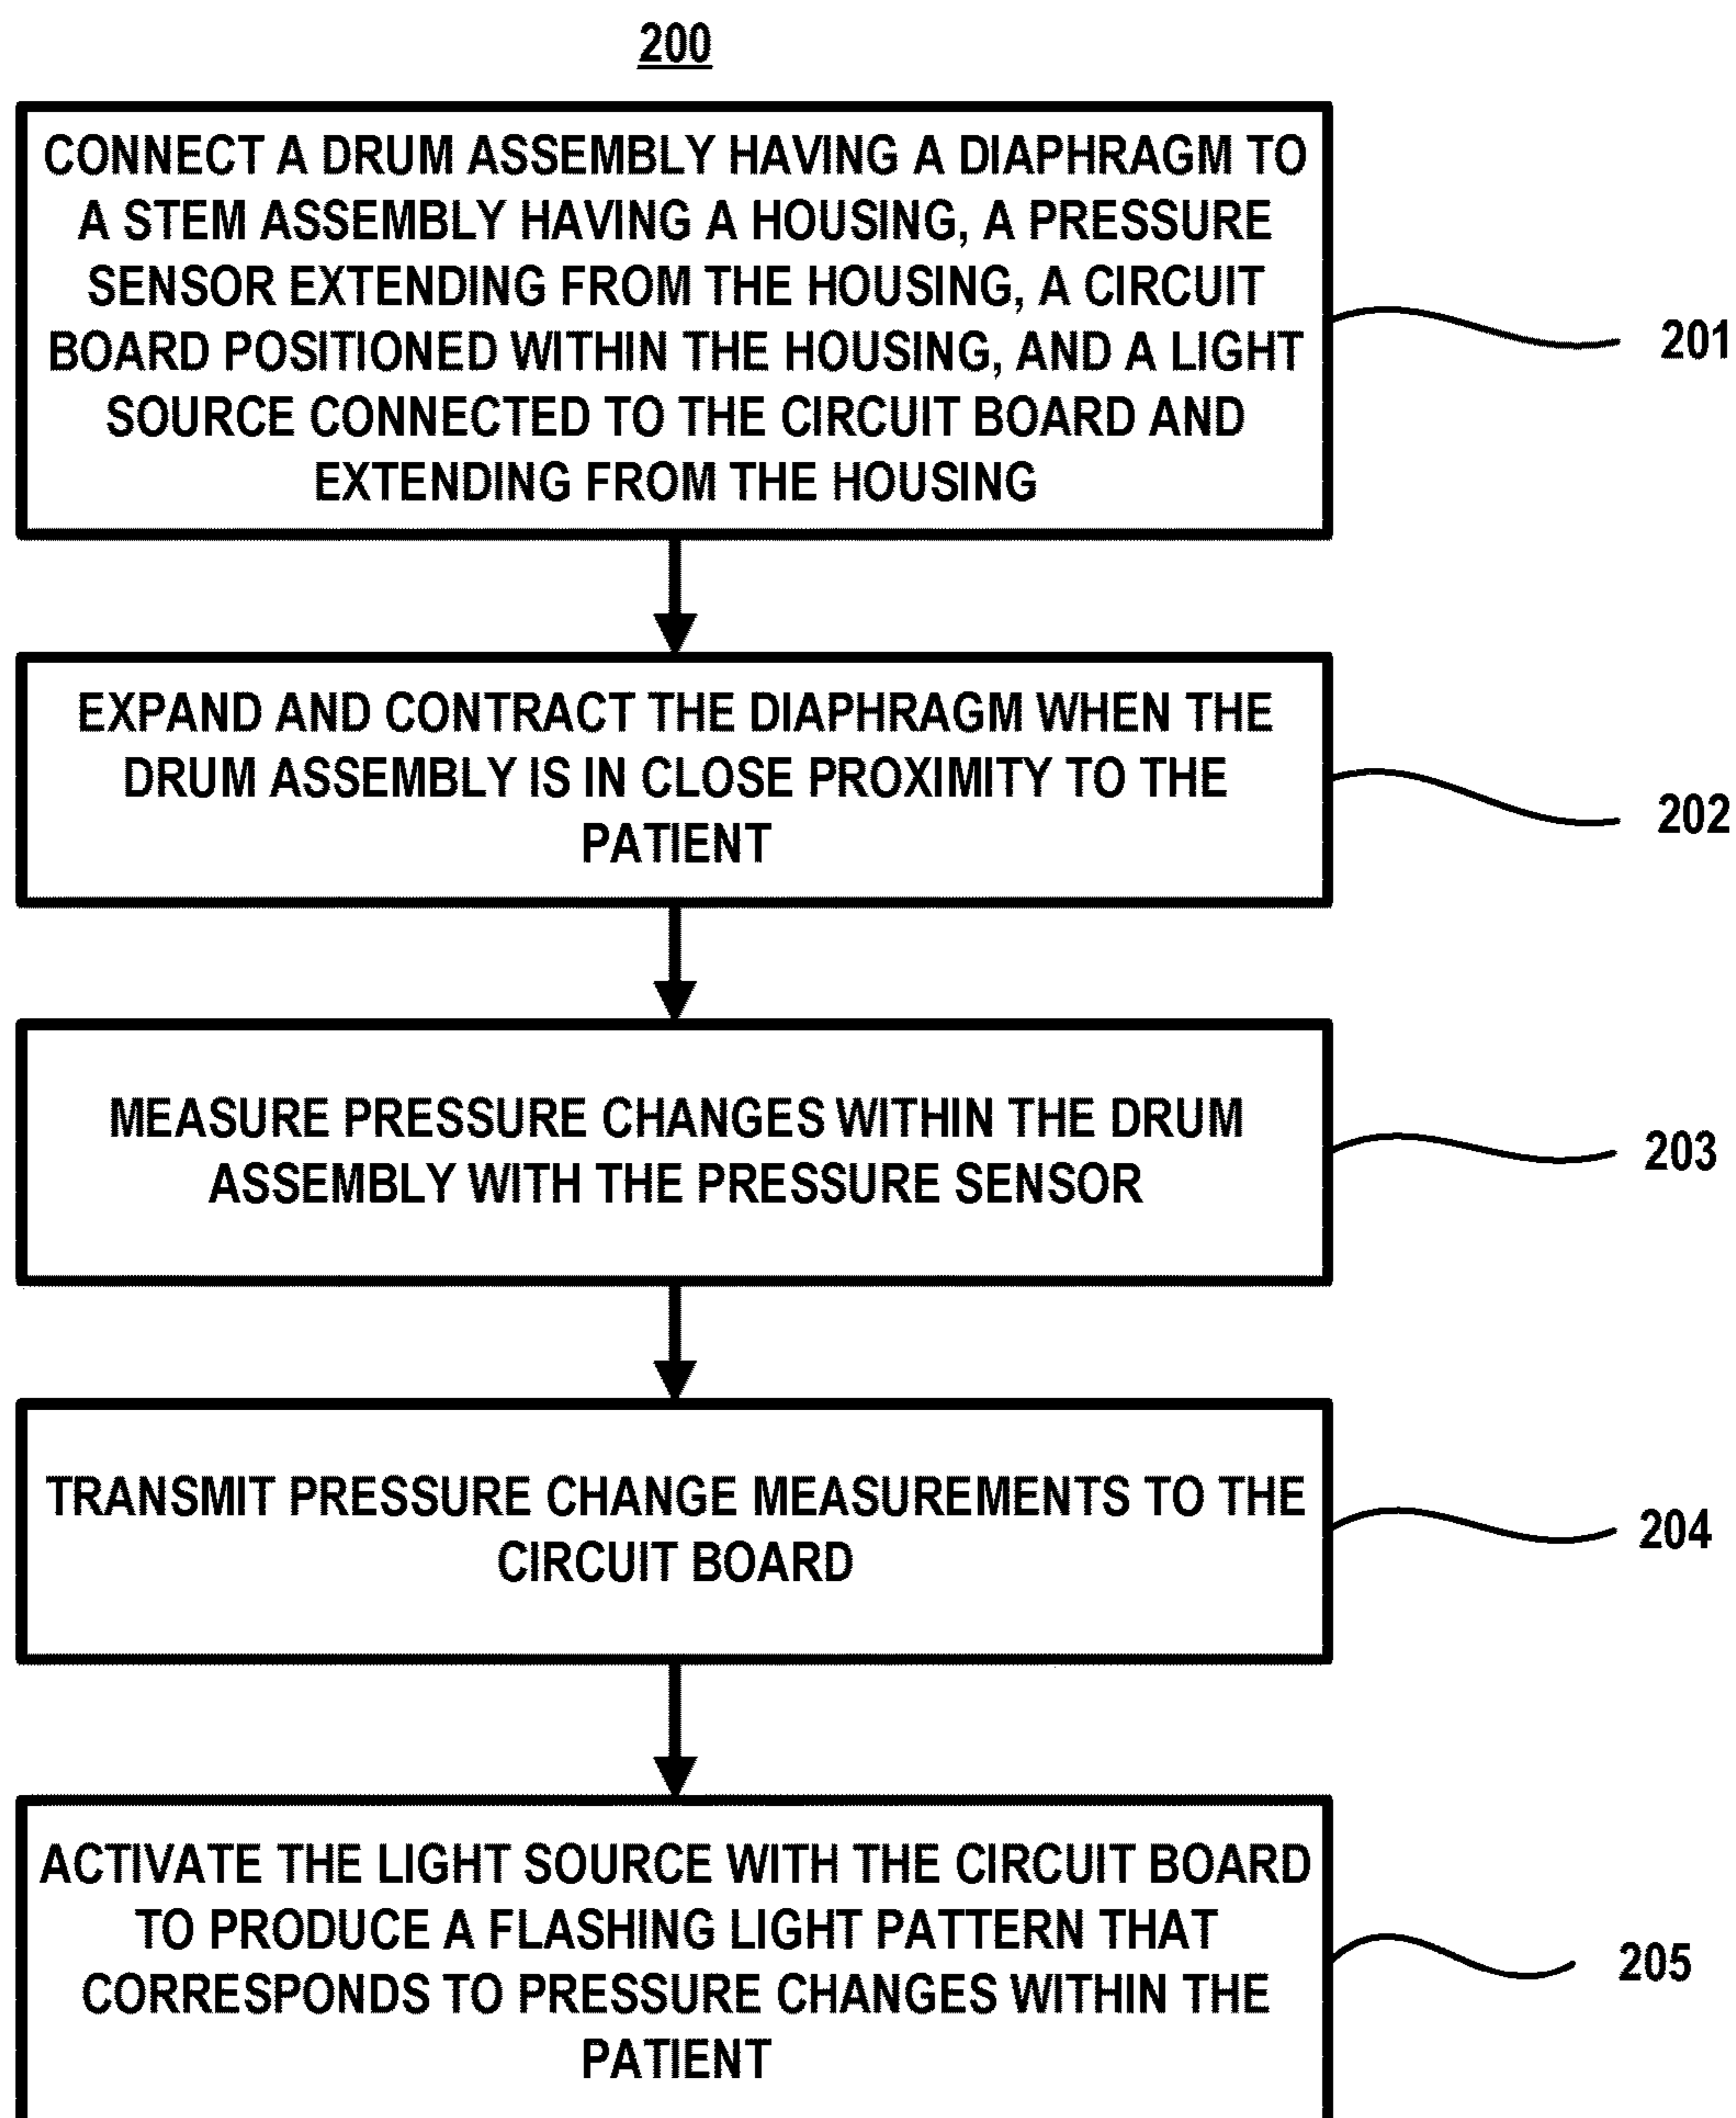 200
CONNECT A DRUM ASSEMBLY HAVING A DIAPHRAGM TO
A STEM ASSEMBLY HAVING A HOUSING, A PRESSURE
SENSOR EXTENDING FROM THE HOUSING, A CIRCUIT
BOARD POSITIONED WITHIN THE HOUSING, AND A LIGHT
SOURCE CONNECTED TO THE CIRCUIT BOARD AND
EXTENDING FROM THE HOUSING
201
EXPAND AND CONTRACT THE DIAPHRAGM WHEN THE
DRUM ASSEMBLY IS IN CLOSE PROXIMITY TO THE
PATIENT
202
MEASURE PRESSURE CHANGES WITHIN THE DRUM
ASSEMBLY WITH THE PRESSURE SENSOR
203
TRANSMIT PRESSURE CHANGE MEASUREMENTS TO THE
CIRCUIT BOARD
204
ACTIVATE THE LIGHT SOURCE WITH THE CIRCUIT BOARD
TO PRODUCE A FLASHING LIGHT PATTERN THAT
CORRESPONDS TO PRESSURE CHANGES WITHIN THE
PATIENT
205